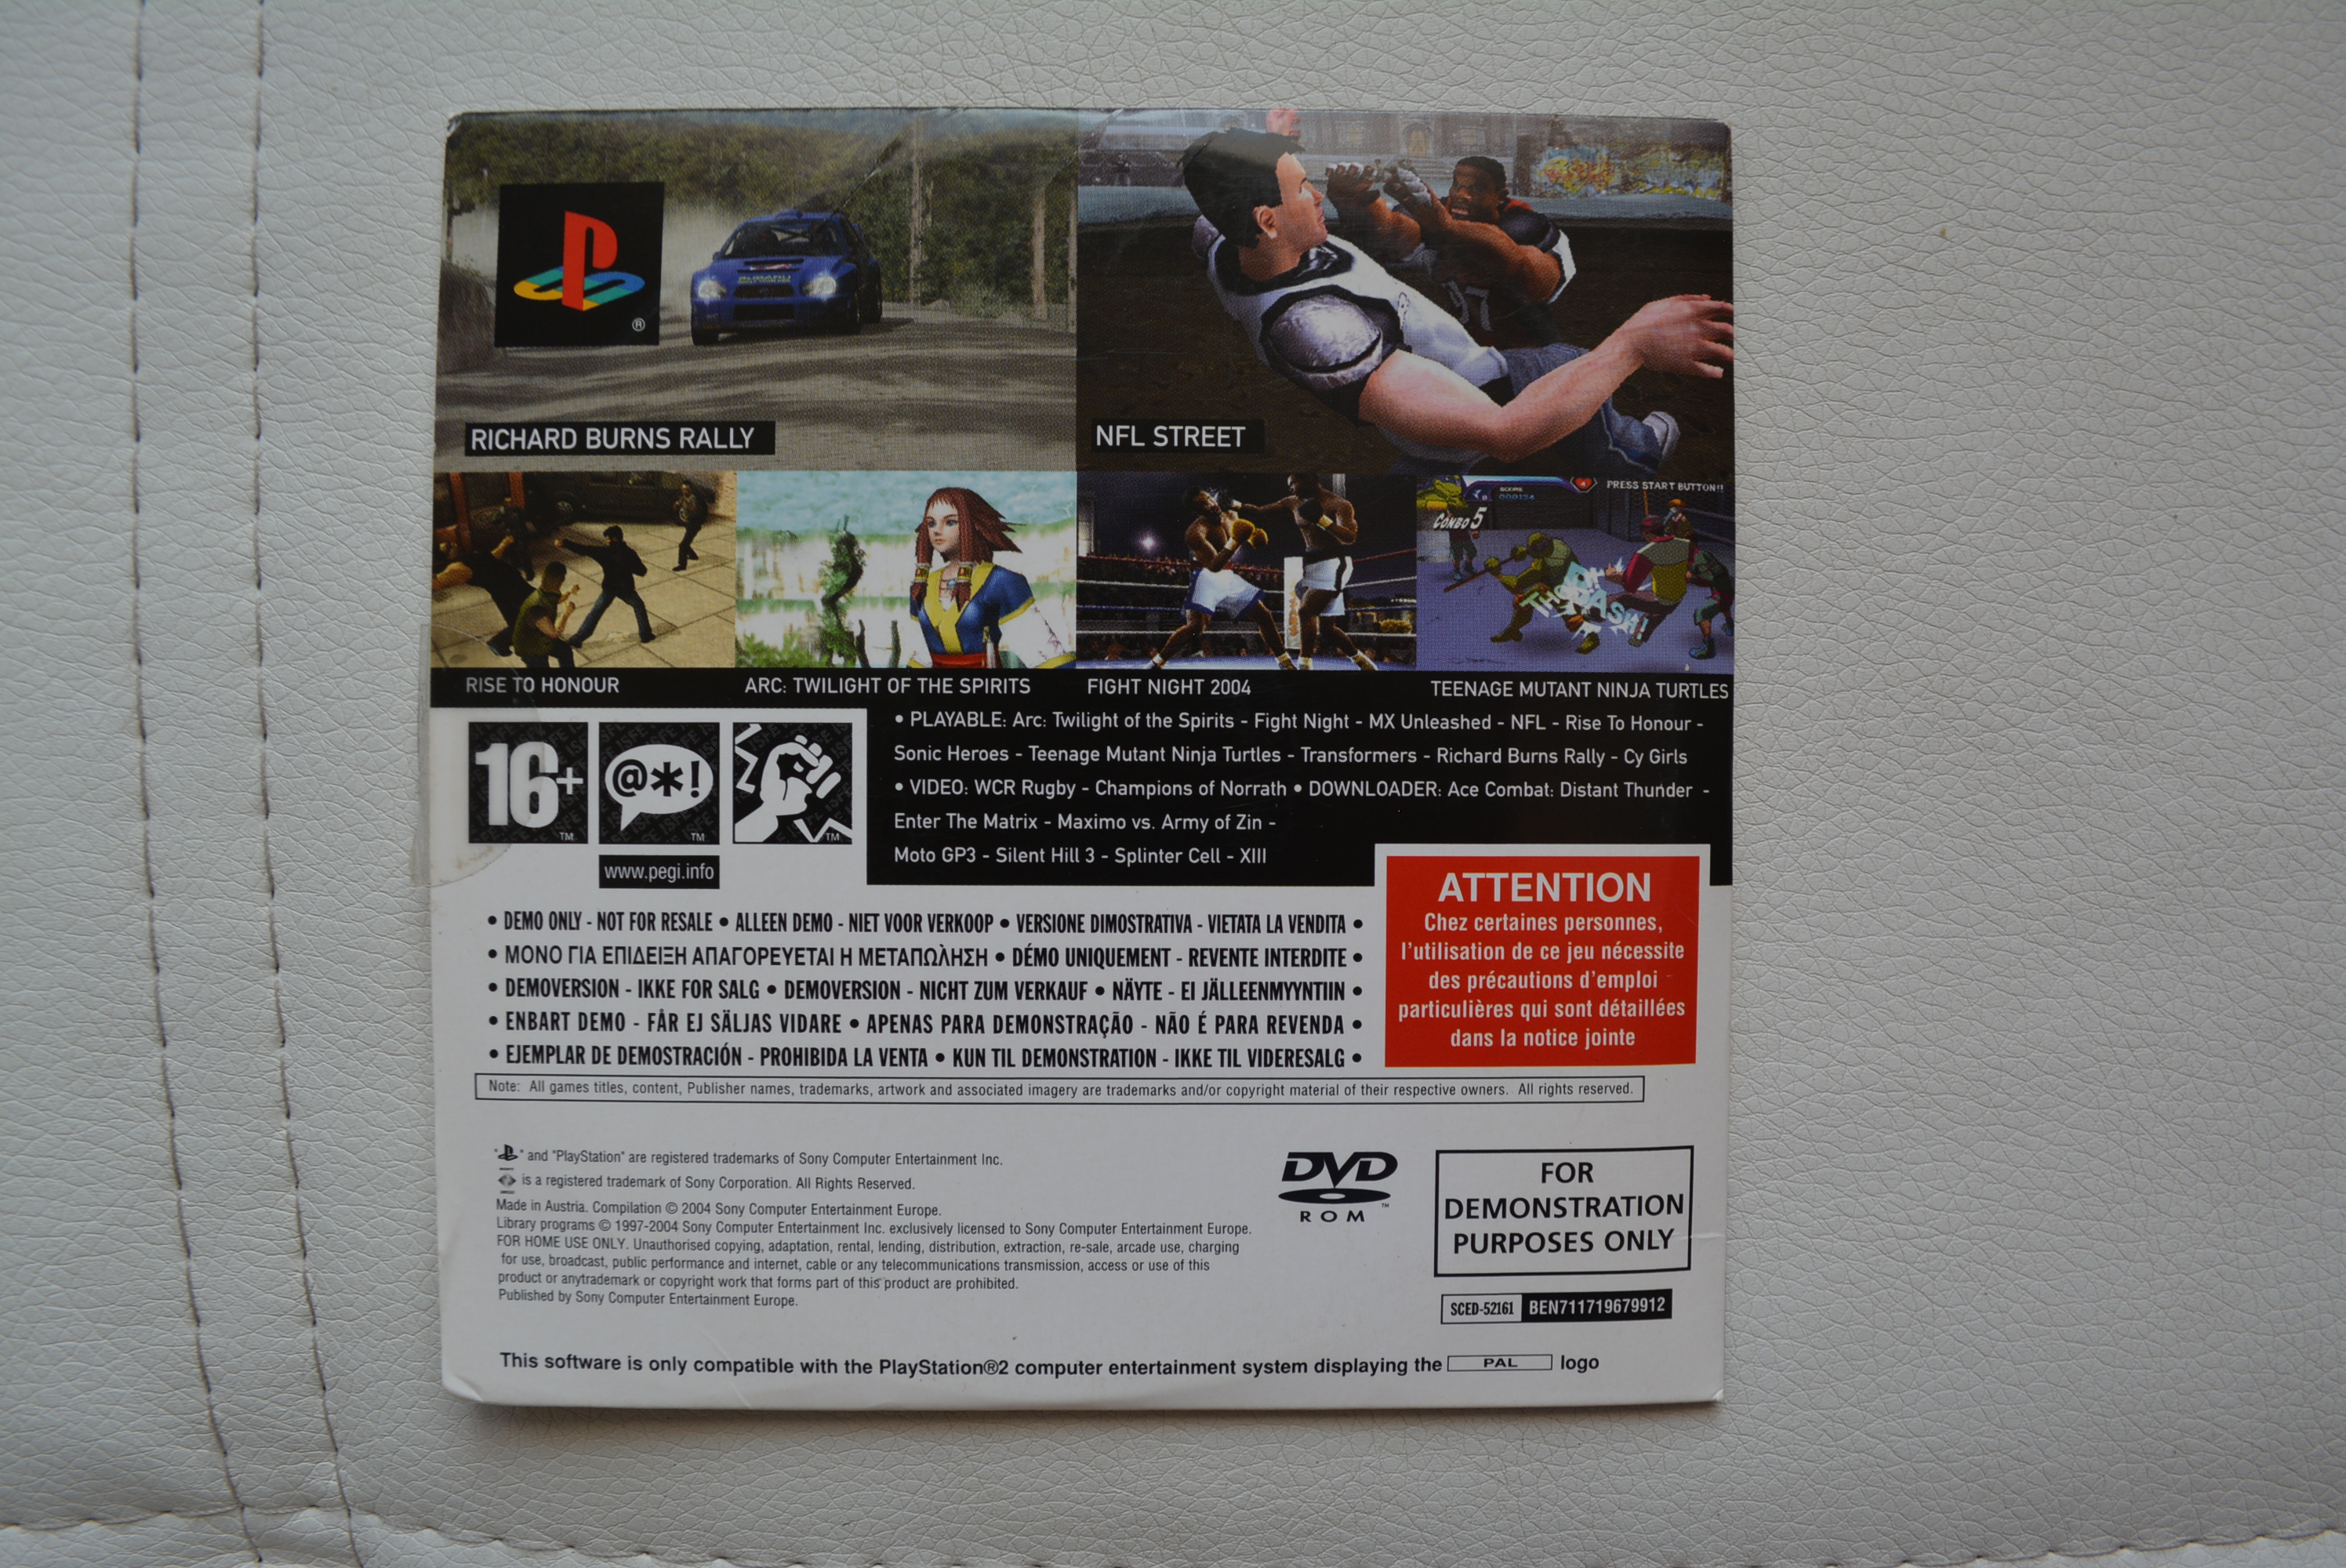 ®
SUBARU
RICHARD BURNS RALLY
97
NFL STREET
SCORE
PRESS START BUTTON!!
COMBO 5
RISE TO HONOUR
ARC: TWILIGHT OF THE SPIRITS
FIGHT NIGHT 2004
TEENAGE MUTANT NINJA TURTLES
16+
™
@*!
™
™
www.pegi.info
• PLAYABLE: Arc: Twilight of the Spirits - Fight Night - MX Unleashed - NFL - Rise To Honour -
Sonic Heroes - Teenage Mutant Ninja Turtles - Transformers - Richard Burns Rally - Cy Girls
• VIDEO: WCR Rugby - Champions of Norrath • DOWNLOADER: Ace Combat: Distant Thunder -
Enter The Matrix - Maximo vs. Army of Zin -
Moto GP3 - Silent Hill 3 - Splinter Cell - XIII
ATTENTION
Chez certaines personnes,
l'utilisation de ce jeu nécessite
des précautions d'emploi
particulières qui sont détaillées
dans la notice jointe
• DEMO ONLY - NOT FOR RESALE • ALLEEN DEMO - NIET VOOR VERKOOP • VERSIONE DIMOSTRATIVA - VIETATA LA VENDITA •
• ΜΟΝΟ ΓΙΑ ΕΠΙΔΕΙΞΗ ΑΠΑΓΟΡΕΥΕΤΑΙ Η ΜΕΤΑΠΩΛΗΣΗ • DÉMO UNIQUEMENT - REVENTE INTERDITE •
• DEMOVERSION - IKKE FOR SALG • DEMOVERSION - NICHT ZUM VERKAUF • NÄYTE - EI JÄLLEENMYYNTIIN •
• ENBART DEMO - FÅR EJ SÄLJAS VIDARE • APENAS PARA DEMONSTRAÇÃO - NÃO É PARA REVENDA •
• EJEMPLAR DE DEMOSTRACIÓN - PROHIBIDA LA VENTA • KUN TIL DEMONSTRATION - IKKE TIL VIDERESALG •
Note: All games titles, content, Publisher names, trademarks, artwork and associated imagery are trademarks and/or copyright material of their respective owners. All rights reserved.
" " and "PlayStation" are registered trademarks of Sony Computer Entertainment Inc.
is a registered trademark of Sony Corporation. All Rights Reserved.
Made in Austria. Compilation © 2004 Sony Computer Entertainment Europe.
Library programs © 1997-2004 Sony Computer Entertainment Inc. exclusively licensed to Sony Computer Entertainment Europe.
FOR HOME USE ONLY. Unauthorised copying, adaptation, rental, lending, distribution, extraction, re-sale, arcade use, charging
for use, broadcast, public performance and internet, cable or any telecommunications transmission, access or use of this
product or anytrademark or copyright work that forms part of this product are prohibited.
Published by Sony Computer Entertainment Europe.
DVD
ROM
™
FOR
DEMONSTRATION
PURPOSES ONLY
SCED-52161 BEN711719679912
This software is only compatible with the PlayStation®2 computer entertainment system displaying the PAL logo